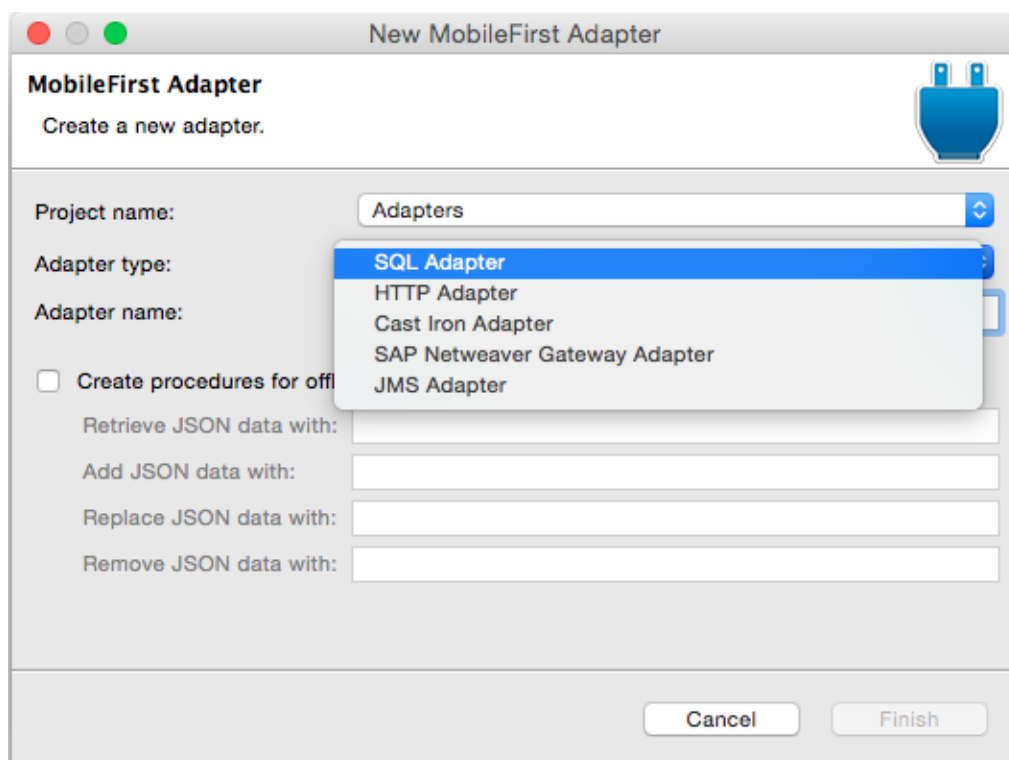 New MobileFirst Adapter
MobileFirst Adapter
Create a new adapter.
Project name: Adapters
Adapter type: SQL Adapter
HTTP Adapter
Adapter name:
Cast Iron Adapter
SAP Netweaver Gateway Adapter
Create procedures for
JMS Adapter
Retrieve JSON data with:
Add JSON data with:
Replace JSON data with:
Remove JSON data with:
Cancel Finish